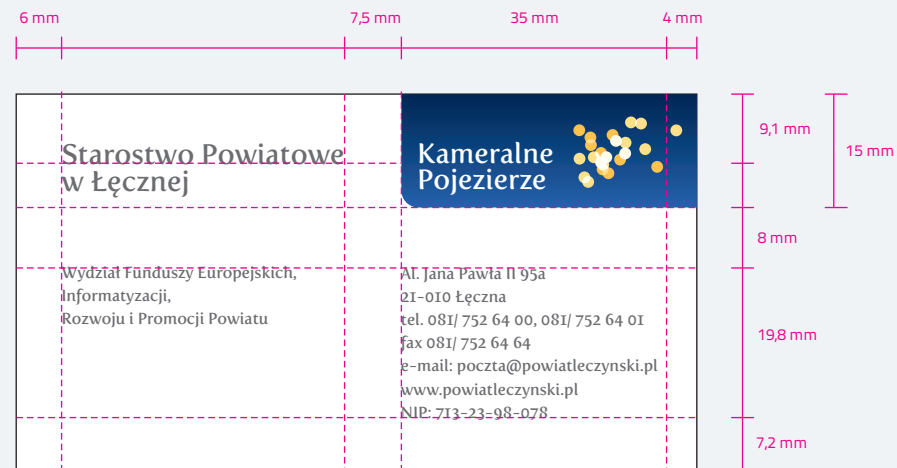 6 mm
7,5 mm
35 mm
4 mm
9,1 mm
15 mm
Starostwo Powiatowe
w Łęcznej
Kameralne
Pojezierze
8 mm
Wydział Funduszy Europejskich,
Informatyzacji,
Rozwoju i Promocji Powiatu
Al. Jana Pawła II 95a
21-010 Łęczna
tel. 081/ 752 64 00, 081/ 752 64 01
fax 081/ 752 64 64
e-mail: poczta@powiatleczynski.pl
www.powiatleczynski.pl
NIP: 713-23-98-078
19,8 mm
7,2 mm